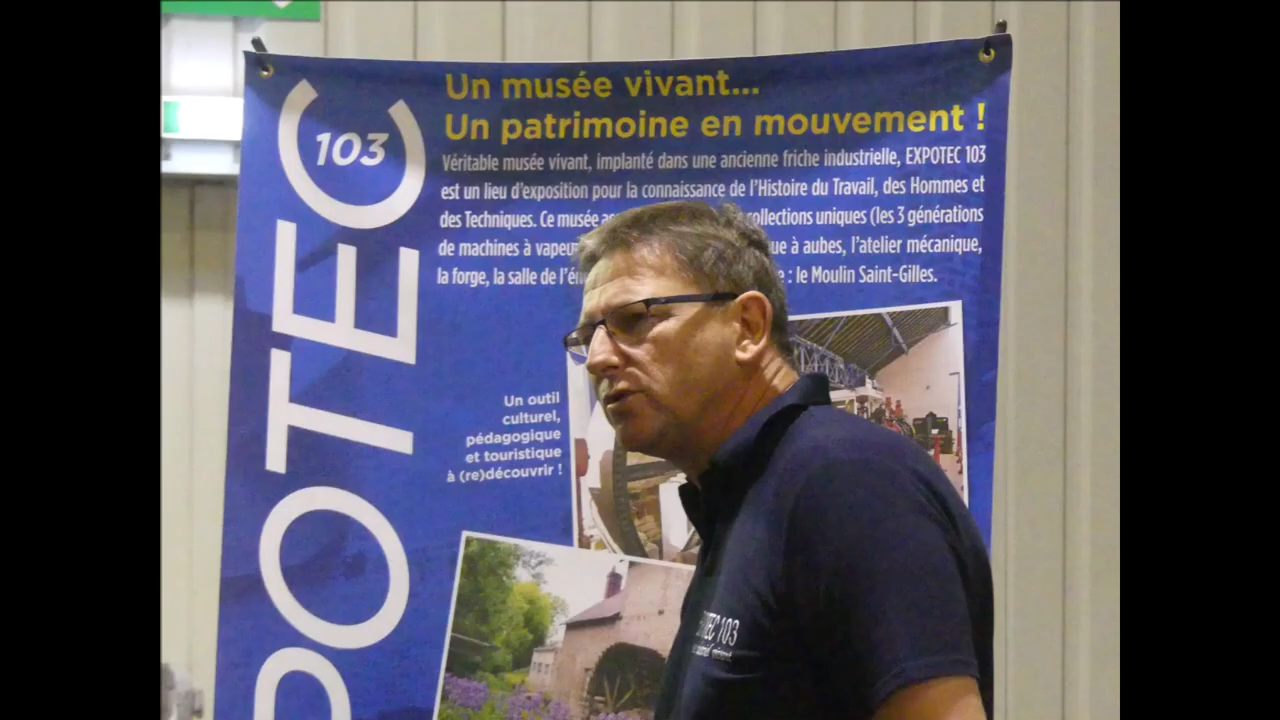 Un musée vivant...
Un patrimoine en mouvement !
Véritable musée vivant, implanté dans une ancienne friche industrielle, EXPOTEC 103
est un lieu d'exposition pour la connaissance de l'Histoire du Travail, des Hommes et
des Techniques. Ce musée collections uniques (les 3 générations
de machines à vapeur à aubes, l'atelier mécanique,
la forge, la salle de : le Moulin Saint-Gilles.
POTEC
103
Un outil
culturel,
pédagogique
et touristique
à (re)découvrir !
TEC 103